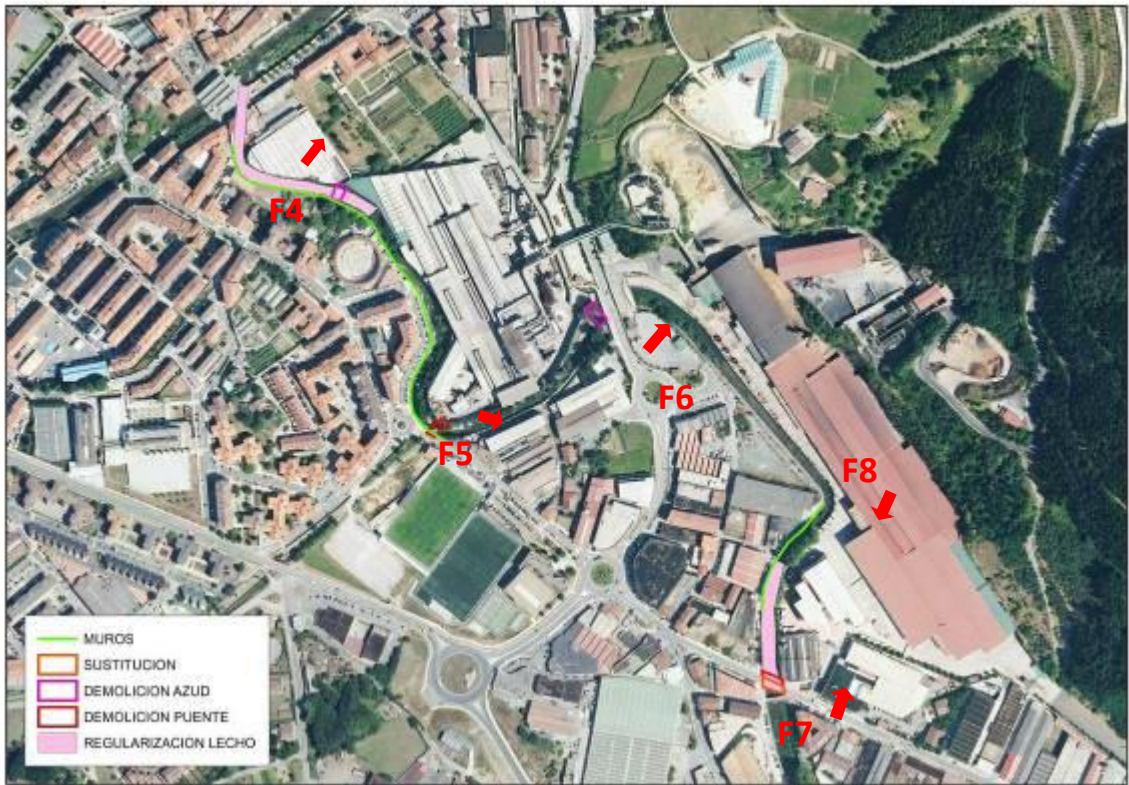 F4
F6
F5
F8
MUROS
SUSTITUCION
DEMOLICION AZUD
DEMOLICION PUENTE
REGULARIZACION LECHO
F7